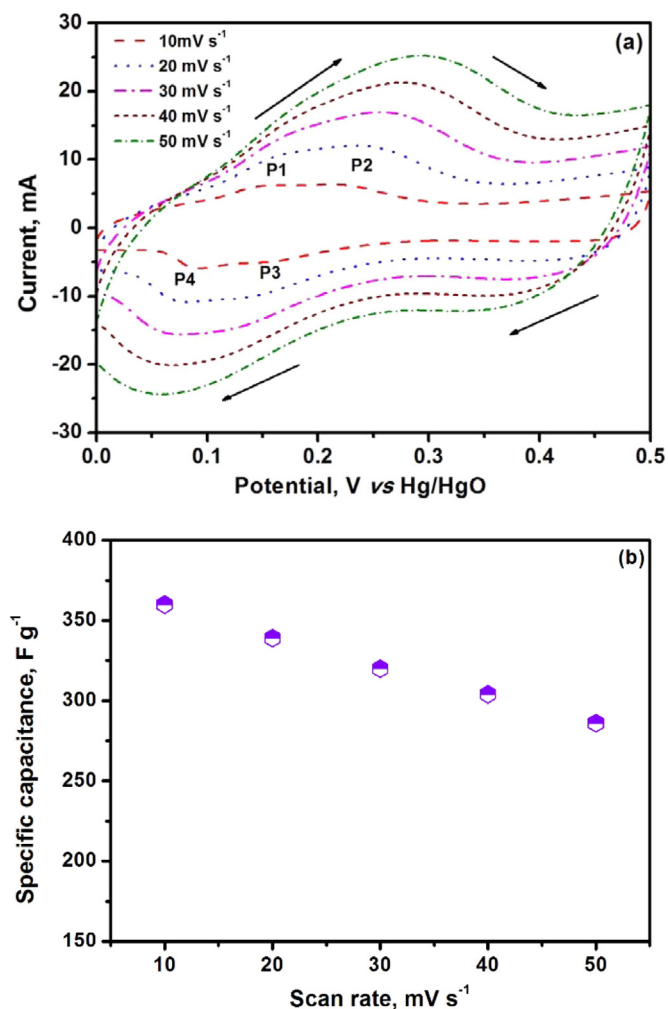 (a)
10mV s⁻¹
20 mV s⁻¹
30 mV s⁻¹
40 mV s⁻¹
50 mV s⁻¹
P1
P2
P3
P4
30
20
10
0
-10
-20
-30
Current, mA
0.0 0.1 0.2 0.3 0.4 0.5
Potential, V vs Hg/HgO
(b)
400
350
300
250
200
150
Specific capacitance, F g⁻¹
10 20 30 40 50
Scan rate, mV s⁻¹